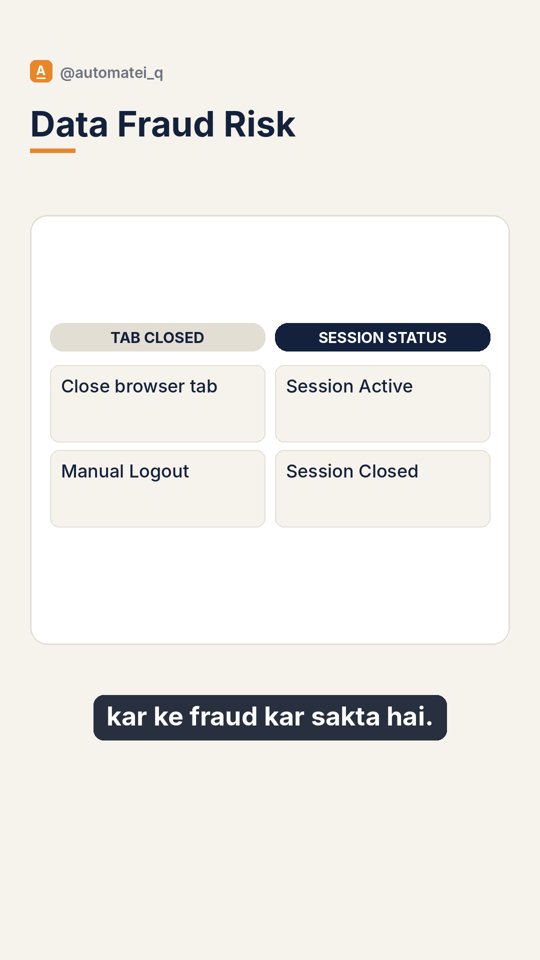 A @automatei_q
Data Fraud Risk
TAB CLOSED SESSION STATUS
Close browser tab Session Active
Manual Logout Session Closed
kar ke fraud kar sakta hai.